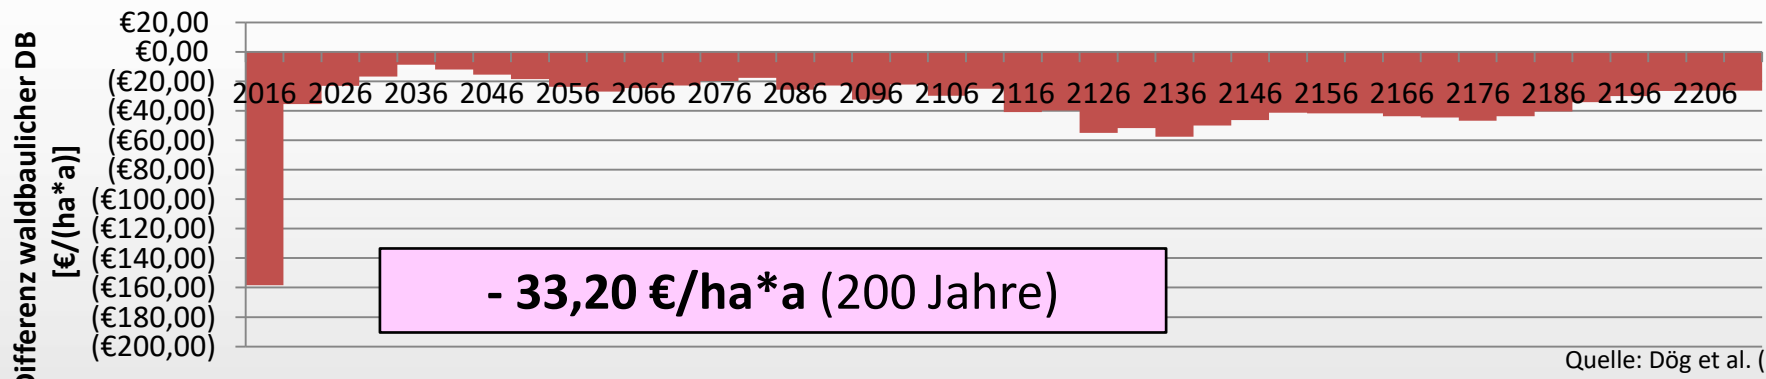 Differenz waldbaulicher DB
[€/(ha*a)]
€20,00
€0,00
(€20,00)
(€40,00)
(€60,00)
(€80,00)
(€100,00)
(€120,00)
(€140,00)
(€160,00)
(€180,00)
(€200,00)
2016 2026 2036 2046 2056 2066 2076 2086 2096 2106 2116 2126 2136 2146 2156 2166 2176 2186 2196 2206
- 33,20 €/ha*a (200 Jahre)
Quelle: Dög et al. (